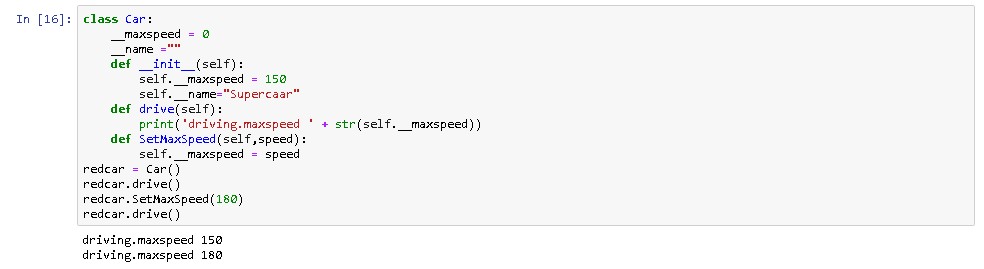 In [16]: class Car:
    __maxspeed = 0
    __name =""
    def __init__(self):
        self.__maxspeed = 150
        self.__name="Supercaar"
    def drive(self):
        print('driving.maxspeed ' + str(self.__maxspeed))
    def SetMaxSpeed(self,speed):
        self.__maxspeed = speed
redcar = Car()
redcar.drive()
redcar.SetMaxSpeed(180)
redcar.drive()
driving.maxspeed 150
driving.maxspeed 180